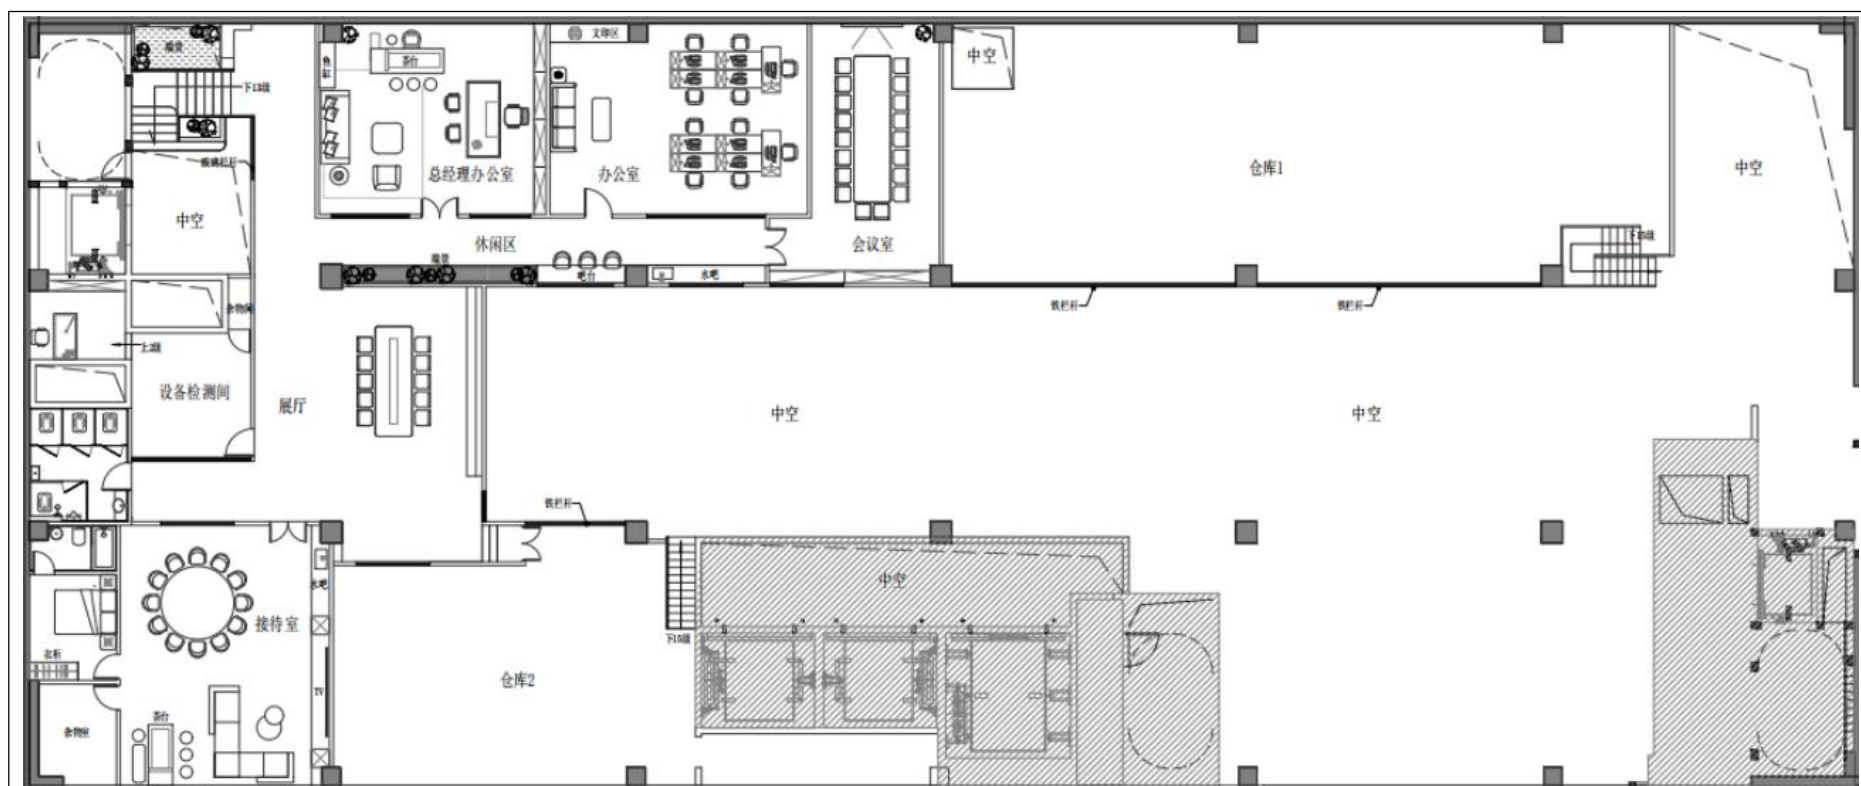 端景
鱼缸
茶台
文印区
中空
下13级
玻璃栏杆
总经理办公室
办公室
仓库1
中空
中空
休闲区
会议室
下15级
端景
吧台
水吧
铁栏杆
铁栏杆
杂物间
上2级
设备检测间
展厅
中空
中空
铁栏杆
中空
水吧
接待室
下15级
衣柜
仓库2
TV
茶台
杂物室